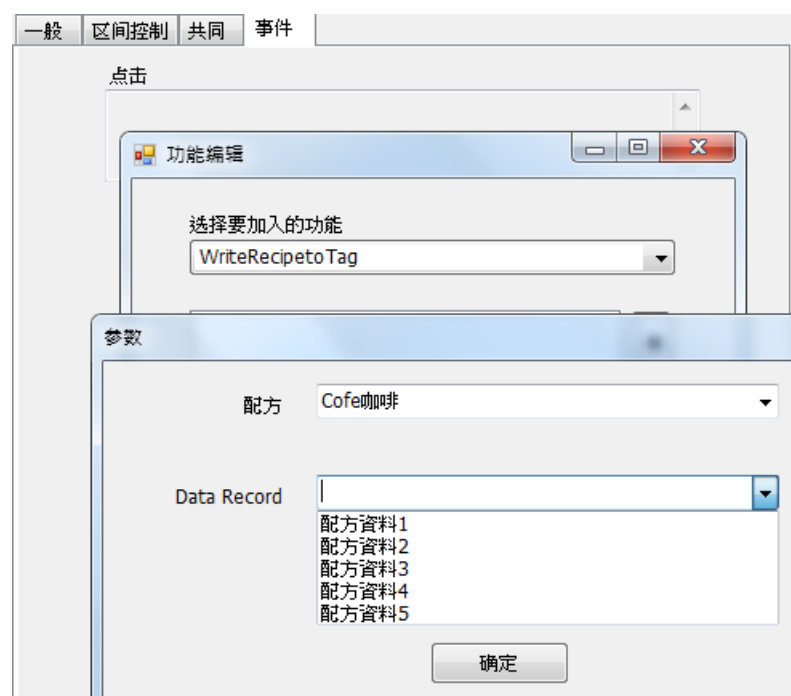 一般 区间控制 共同 事件
点击
功能编辑
选择要加入的功能
WriteRecipetoTag
參數
配方 Cofe咖啡
Data Record
配方資料1
配方資料2
配方資料3
配方資料4
配方資料5
确定